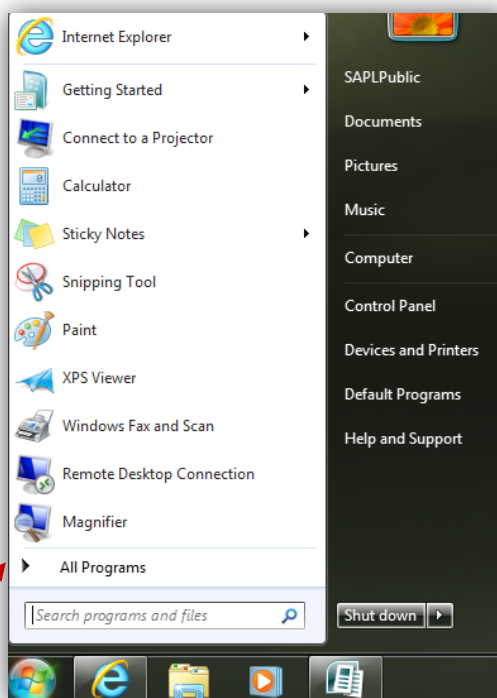 Internet Explorer
Getting Started
Connect to a Projector
Calculator
Sticky Notes
Snipping Tool
Paint
XPS Viewer
Windows Fax and Scan
Remote Desktop Connection
Magnifier
All Programs
Search programs and files
SAPLPublic
Documents
Pictures
Music
Computer
Control Panel
Devices and Printers
Default Programs
Help and Support
Shut down